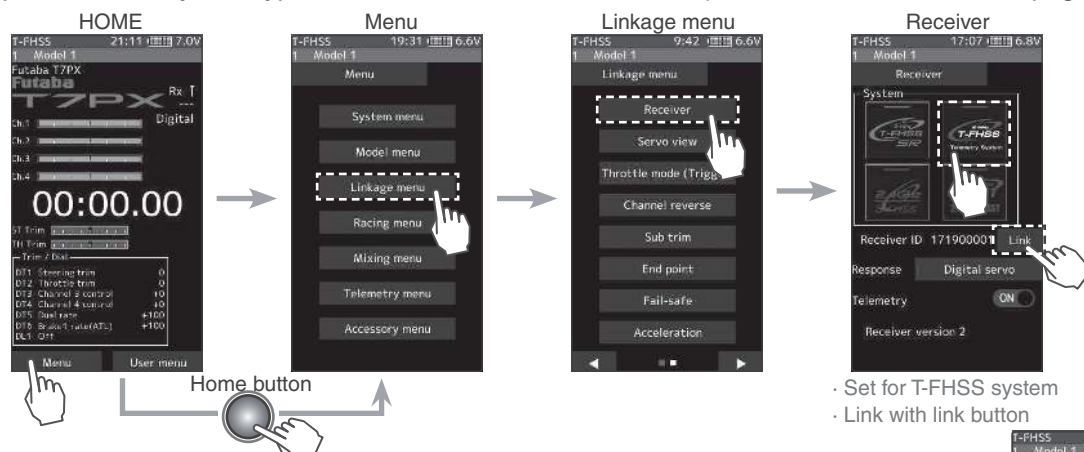 HOME
T-FHSS 21:11 7.0V
1 Model 1
Futaba T7PX
Futaba
T7PX
Rx
---
Digital
Ch.1
Ch.2
Ch.3
Ch.4
00:00.00
ST Trim
TH Trim
Trim / Dial
DT1 Steering trim 0
DT2 Throttle trim 0
DT3 Channel 3 control +0
DT4 Channel 4 control +0
DT5 Dual rate +100
DT6 Brake1 rate(ATL) +100
DL1 Off
Menu User menu
Home button
Menu
T-FHSS 19:31 6.6V
1 Model 1
Menu
System menu
Model menu
Linkage menu
Racing menu
Mixing menu
Telemetry menu
Accessory menu
Linkage menu
T-FHSS 9:42 6.6V
1 Model 1
Linkage menu
Receiver
Servo view
Throttle mode (Trigg
Channel reverse
Sub trim
End point
Fail-safe
Acceleration
Receiver
T-FHSS 17:07 6.8V
1 Model 1
Receiver
System
T-FHSS
SR
T-FHSS
Telemetry System
Receiver ID 171900001 Link
Response Digital servo
Telemetry ON
Receiver version 2
· Set for T-FHSS system
· Link with link button
T-FHSS
1 Model 1